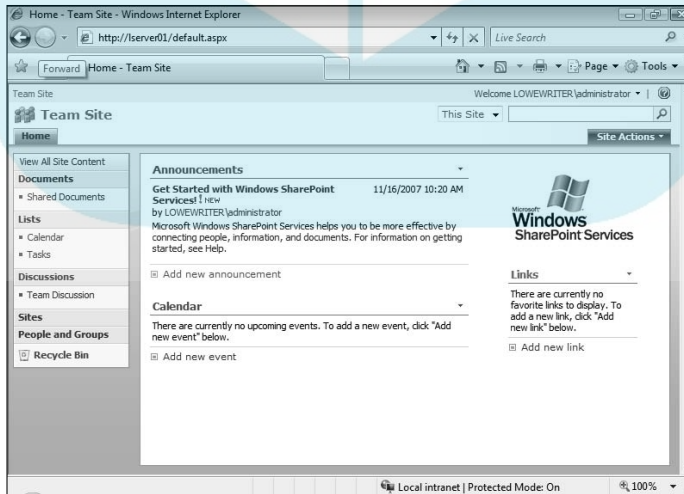 Home - Team Site - Windows Internet Explorer
http://lserver01/default.aspx
Live Search
Forward
Home - Team Site
Page
Tools
Team Site
Welcome LOWEWRITER\administrator
Team Site
This Site
Home
Site Actions
View All Site Content
Documents
Shared Documents
Lists
Calendar
Tasks
Discussions
Team Discussion
Sites
People and Groups
Recycle Bin
Announcements
Get Started with Windows SharePoint
Services! ! NEW
11/16/2007 10:20 AM
by LOWEWRITER\administrator
Microsoft Windows SharePoint Services helps you to be more effective by
connecting people, information, and documents. For information on getting
started, see Help.
Add new announcement
Calendar
There are currently no upcoming events. To add a new event, click "Add
new event" below.
Add new event
Microsoft
Windows
SharePoint Services
Links
There are currently no
favorite links to display. To
add a new link, click "Add
new link" below.
Add new link
Local intranet | Protected Mode: On
100%